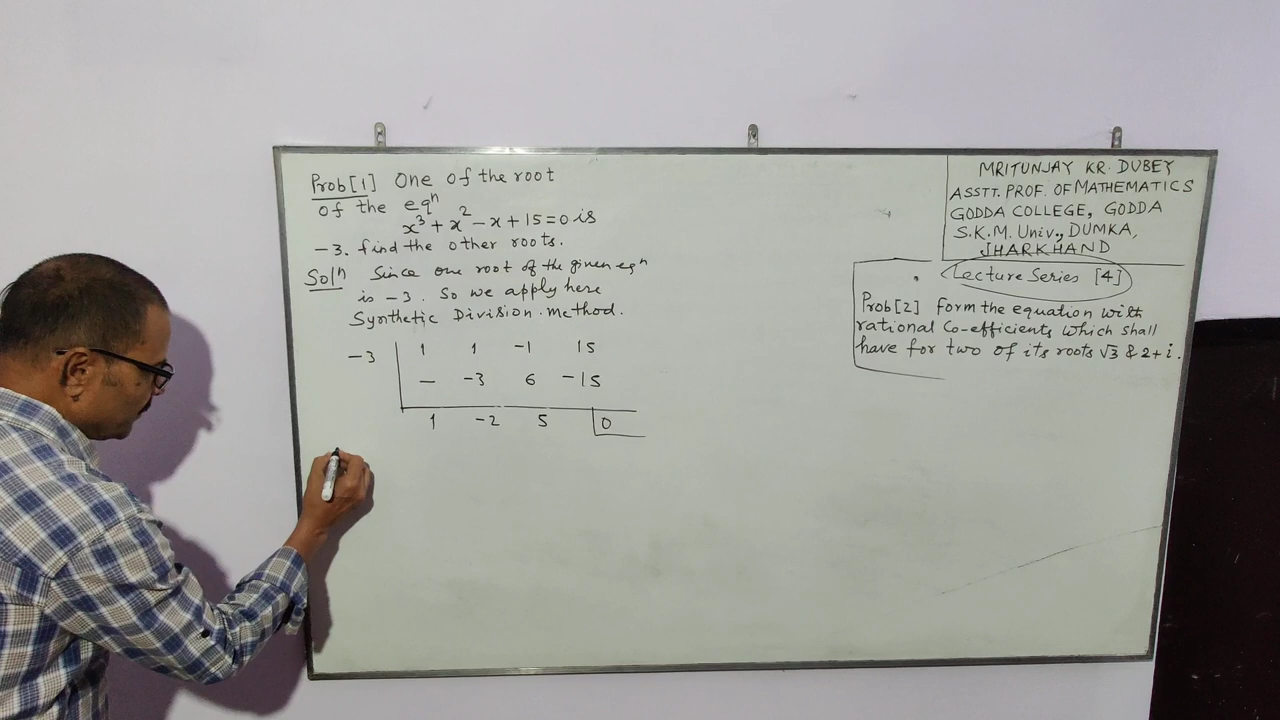 Prob[1] One of the root
of the eqⁿ
x³ + x² - x + 15 = 0 is
-3. find the other roots.
Solⁿ Since one root of the given eqⁿ
is -3. So we apply here
Synthetic Division method.
-3 1 1 -1 15
- -3 6 -15
1 -2 5 0
MRITUNJAY KR. DUBEY
ASSTT. PROF. OF MATHEMATICS
GODDA COLLEGE, GODDA
S.K.M. Univ., DUMKA,
JHARKHAND
Lecture Series [4]
Prob[2] Form the equation with
rational Co-efficients which shall
have for two of its roots √3 & 2+i.